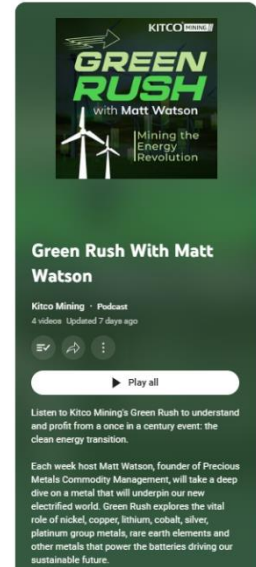 KITCO MINING
GREEN
RUSH
with Matt Watson
Mining the
Energy
Revolution
Green Rush With Matt
Watson
Kitco Mining · Podcast
4 videos Updated 7 days ago
Play all
Listen to Kitco Mining's Green Rush to understand
and profit from a once in a century event: the
clean energy transition.
Each week host Matt Watson, founder of Precious
Metals Commodity Management, will take a deep
dive on a metal that will underpin our new
electrified world. Green Rush explores the vital
role of nickel, copper, lithium, cobalt, silver,
platinum group metals, rare earth elements and
other metals that power the batteries driving our
sustainable future.